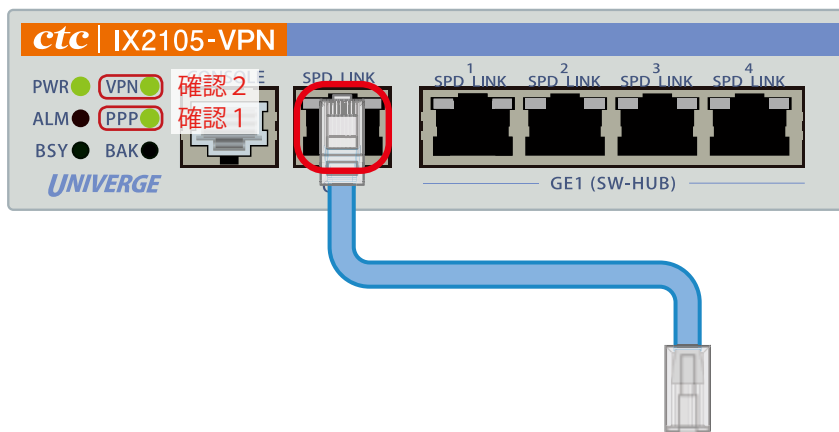 ctc IX2105-VPN
PWR VPN 確認2 CONSOLE SPD LINK
1 2 3 4
SPD LINK SPD LINK SPD LINK SPD LINK
ALM PPP 確認1
BSY BAK
UNIVERGE
GE1 (SW-HUB)